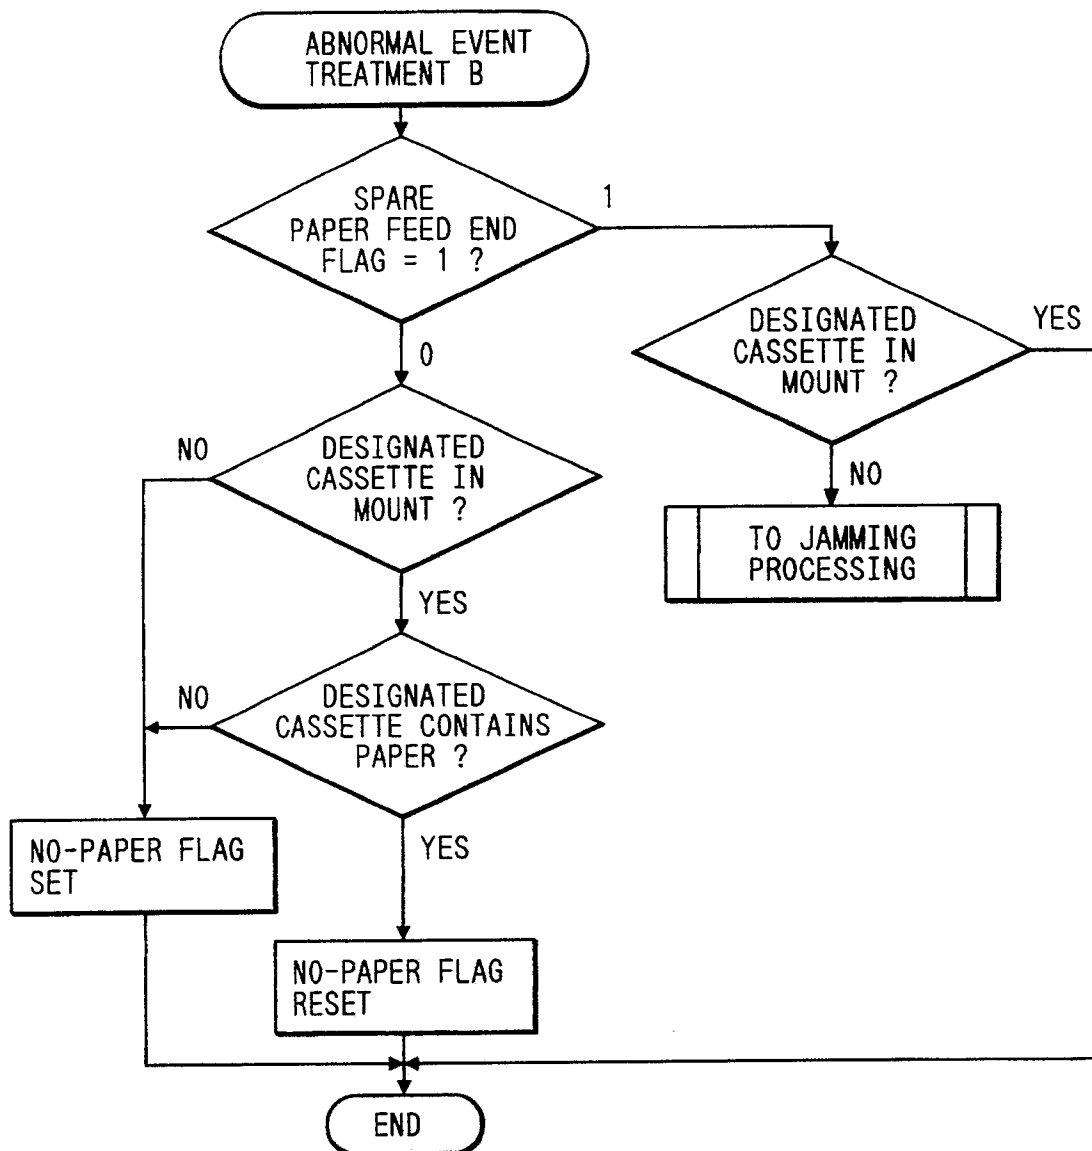 ABNORMAL EVENT
TREATMENT B
SPARE
PAPER FEED END
FLAG = 1 ?
1
0
DESIGNATED
CASSETTE IN
MOUNT ?
YES
NO
TO JAMMING
PROCESSING
DESIGNATED
CASSETTE IN
MOUNT ?
NO
YES
DESIGNATED
CASSETTE CONTAINS
PAPER ?
NO
YES
NO-PAPER FLAG
SET
NO-PAPER FLAG
RESET
END